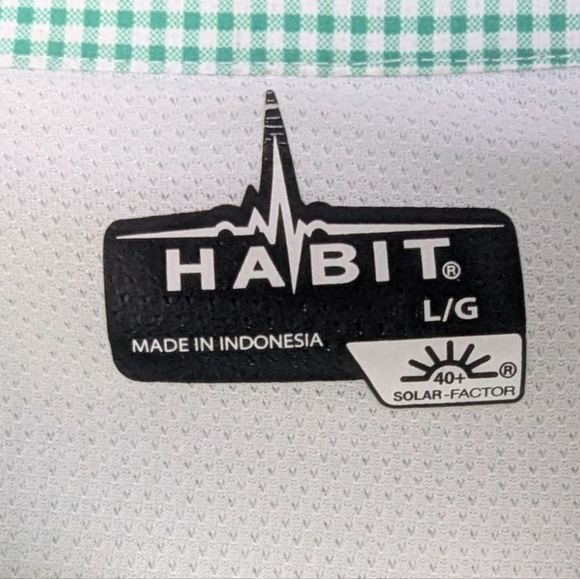 HABIT®
L/G
MADE IN INDONESIA
40+ ®
SOLAR-FACTOR